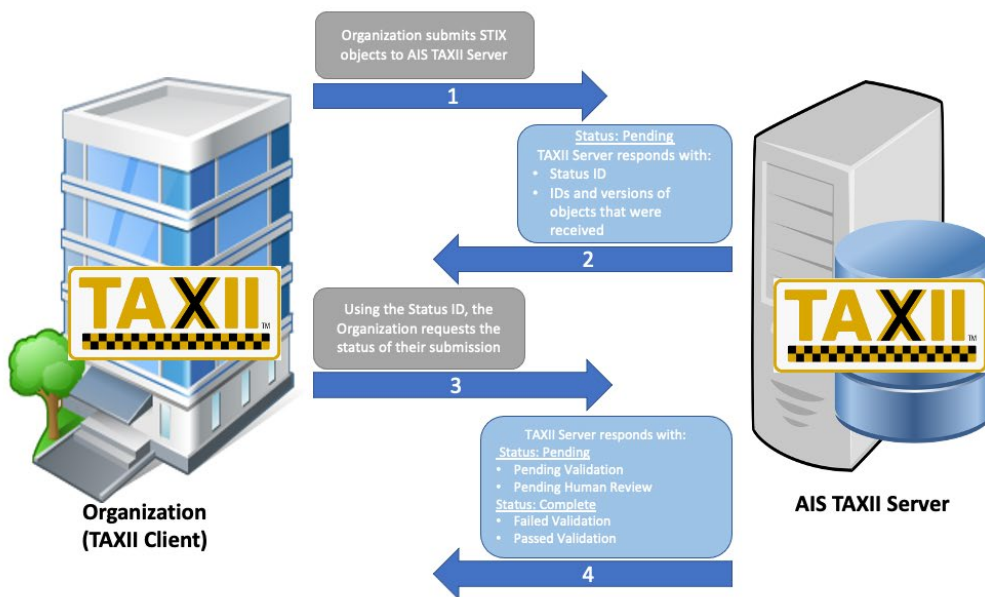 Organization submits STIX
objects to AIS TAXII Server
1
Status: Pending
TAXII Server responds with:
• Status ID
• IDs and versions of
objects that were
received
2
TAXII™
TAXII™
Using the Status ID, the
Organization requests the
status of their submission
3
TAXII Server responds with:
Status: Pending
• Pending Validation
• Pending Human Review
Status: Complete
• Failed Validation
• Passed Validation
4
Organization
(TAXII Client)
AIS TAXII Server